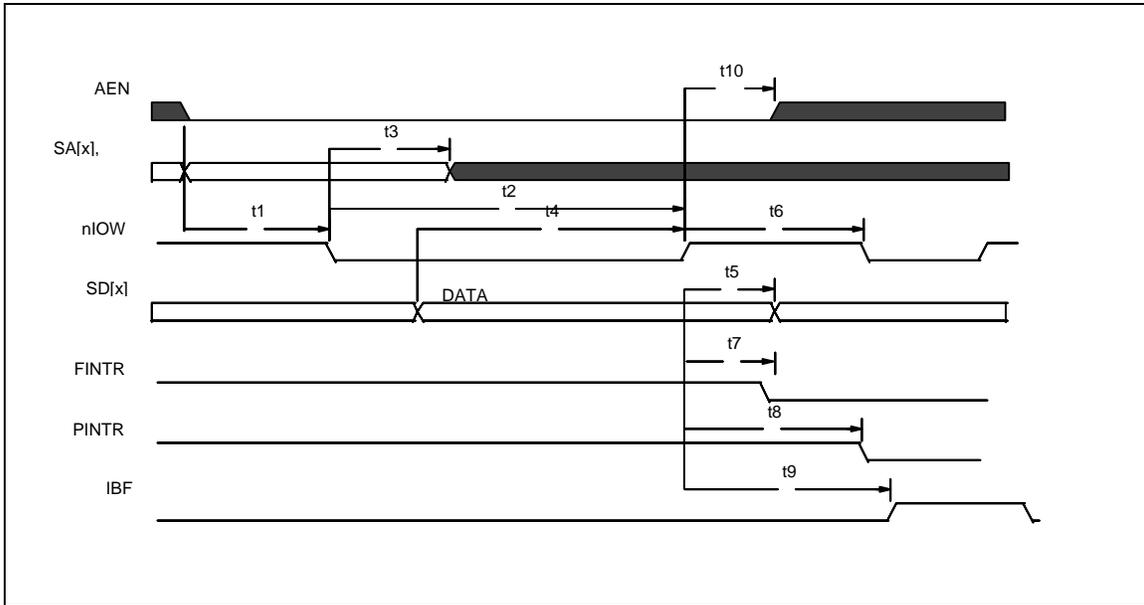 t10
AEN
t3
SA[x],
t2
t1
t4
t6
nIOW
SD[x]
t5
DATA
t7
FINTR
t8
PINTR
t9
IBF